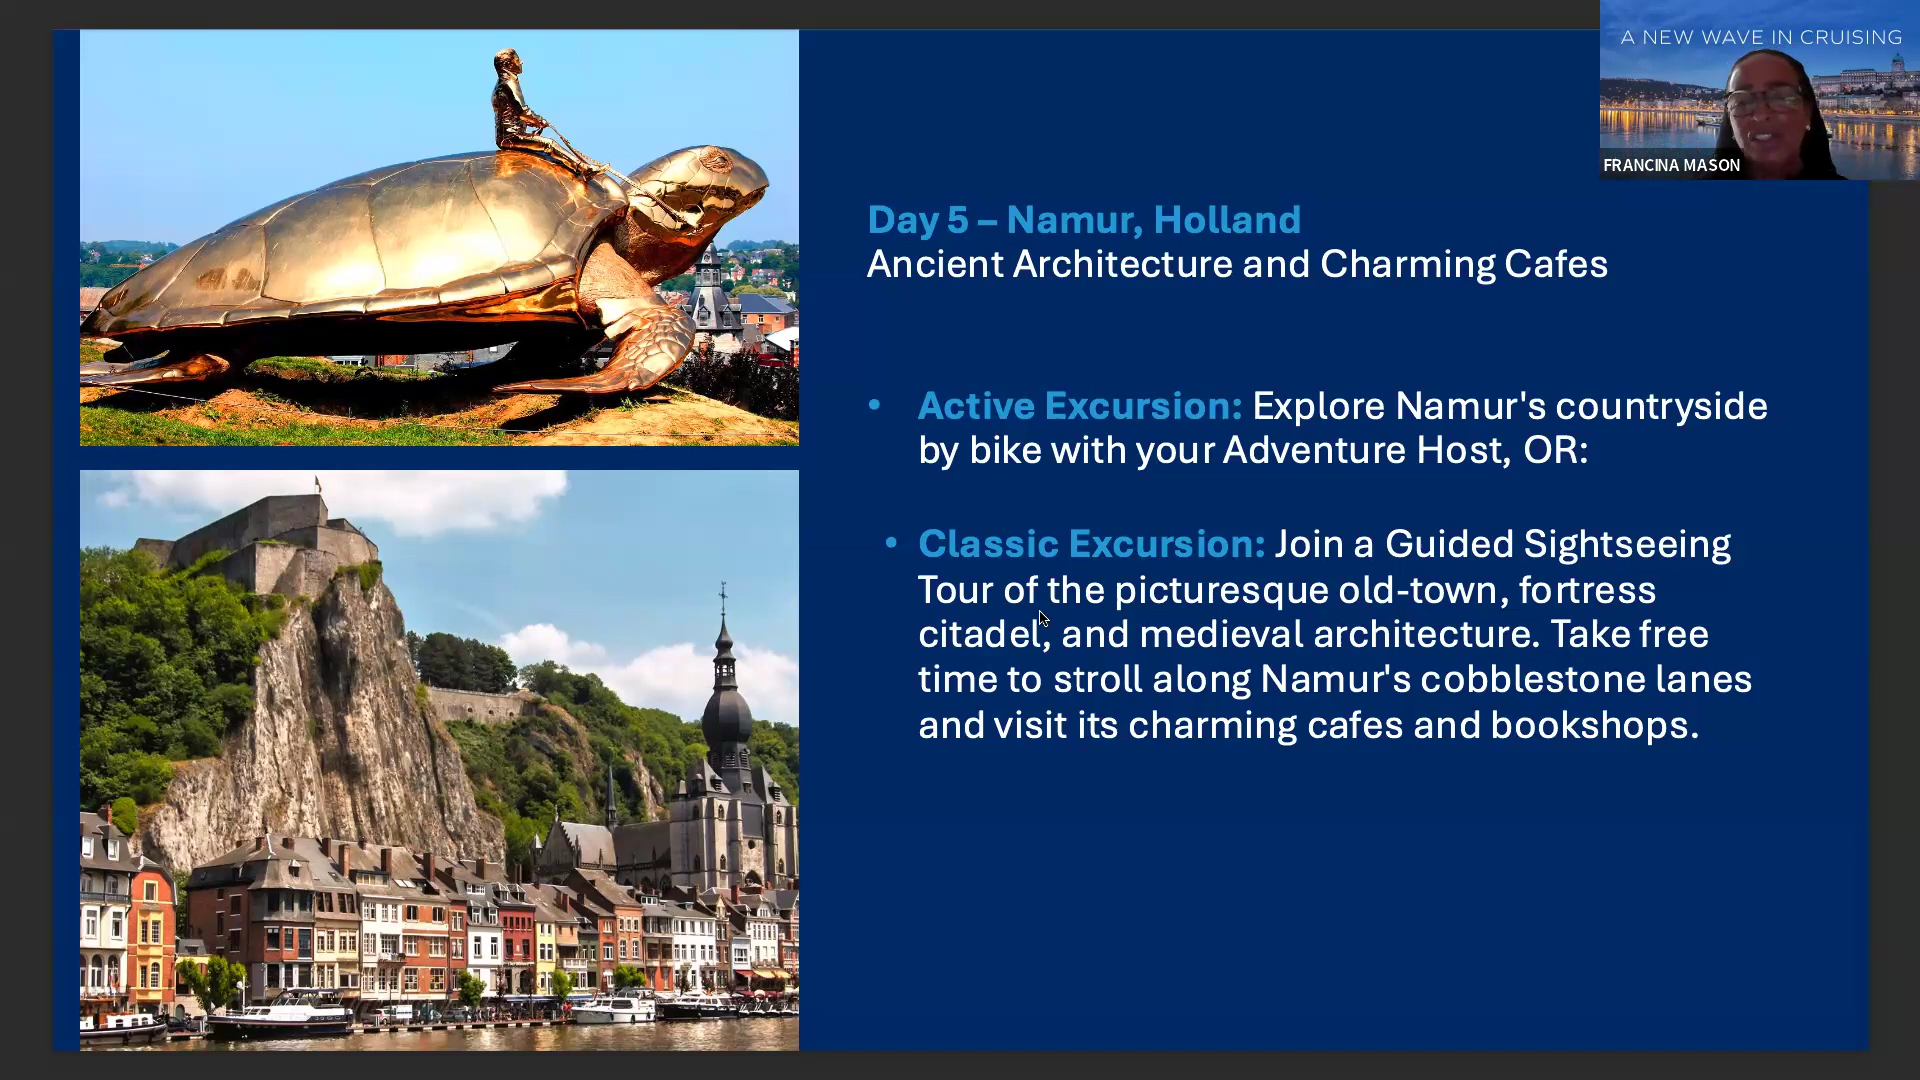 A NEW WAVE IN CRUISING
FRANCINA MASON
Day 5 – Namur, Holland
Ancient Architecture and Charming Cafes
• Active Excursion: Explore Namur's countryside
by bike with your Adventure Host, OR:
• Classic Excursion: Join a Guided Sightseeing
Tour of the picturesque old-town, fortress
citadel, and medieval architecture. Take free
time to stroll along Namur's cobblestone lanes
and visit its charming cafes and bookshops.